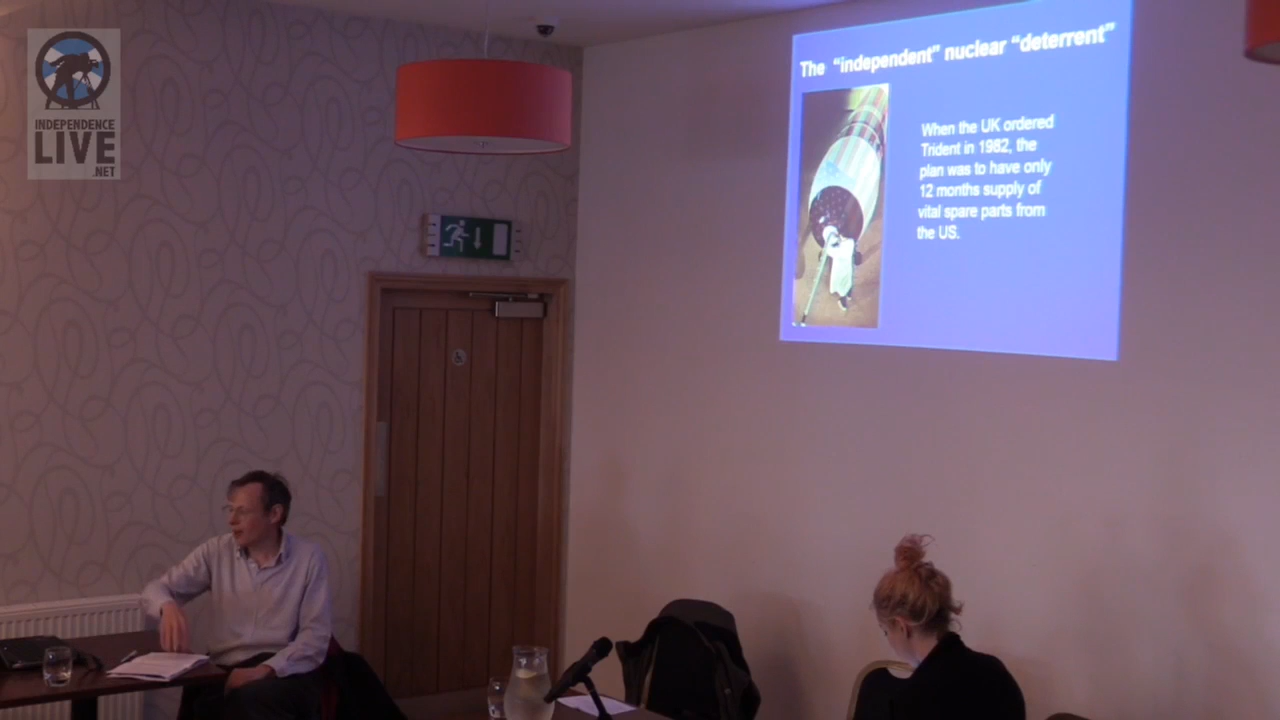 INDEPENDENCE
LIVE
.NET
The “independent” nuclear “deterrent”
When the UK ordered
Trident in 1982, the
plan was to have only
12 months supply of
vital spare parts from
the US.